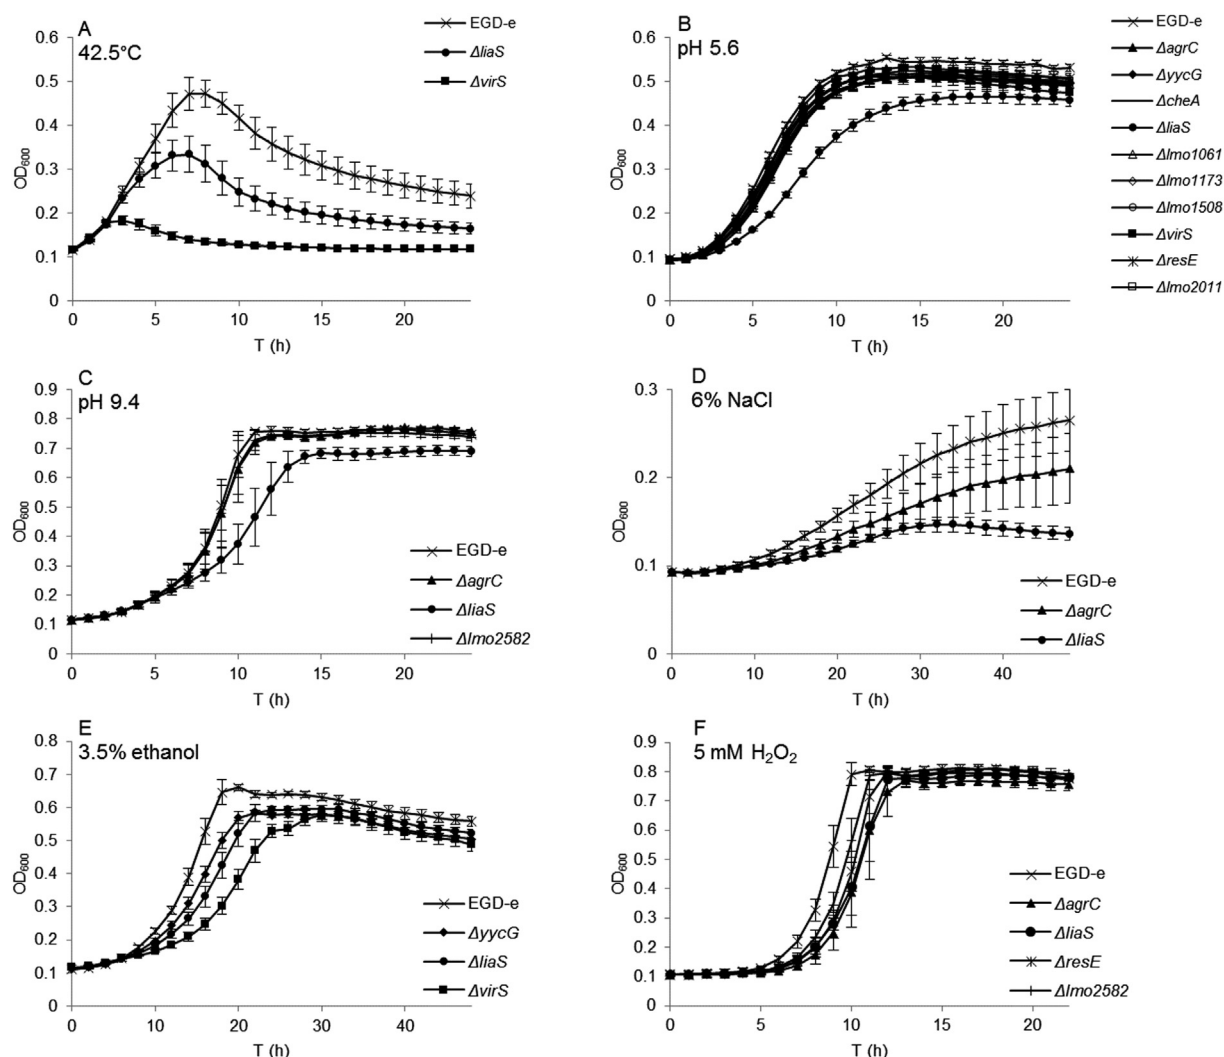 A
42.5°C
EGD-e
ΔliaS
ΔvirS
0.6
0.5
0.4
0.3
0.2
0.1
0
OD600
0 5 10 15 20
T (h)
B
pH 5.6
EGD-e
ΔagrC
ΔyycG
ΔcheA
ΔliaS
Δlmo1061
Δlmo1173
Δlmo1508
ΔvirS
ΔresE
Δlmo2011
0.6
0.5
0.4
0.3
0.2
0.1
0
OD600
0 5 10 15 20
T (h)
C
pH 9.4
EGD-e
ΔagrC
ΔliaS
Δlmo2582
0.9
0.8
0.7
0.6
0.5
0.4
0.3
0.2
0.1
0
OD600
0 5 10 15 20
T (h)
D
6% NaCl
EGD-e
ΔagrC
ΔliaS
0.3
0.2
0.1
0
OD600
0 10 20 30 40
T (h)
E
3.5% ethanol
EGD-e
ΔyycG
ΔliaS
ΔvirS
0.8
0.7
0.6
0.5
0.4
0.3
0.2
0.1
0
OD600
0 10 20 30 40
T (h)
F
5 mM H2O2
EGD-e
ΔagrC
ΔliaS
ΔresE
Δlmo2582
0.9
0.8
0.7
0.6
0.5
0.4
0.3
0.2
0.1
0
OD600
0 5 10 15 20
T (h)